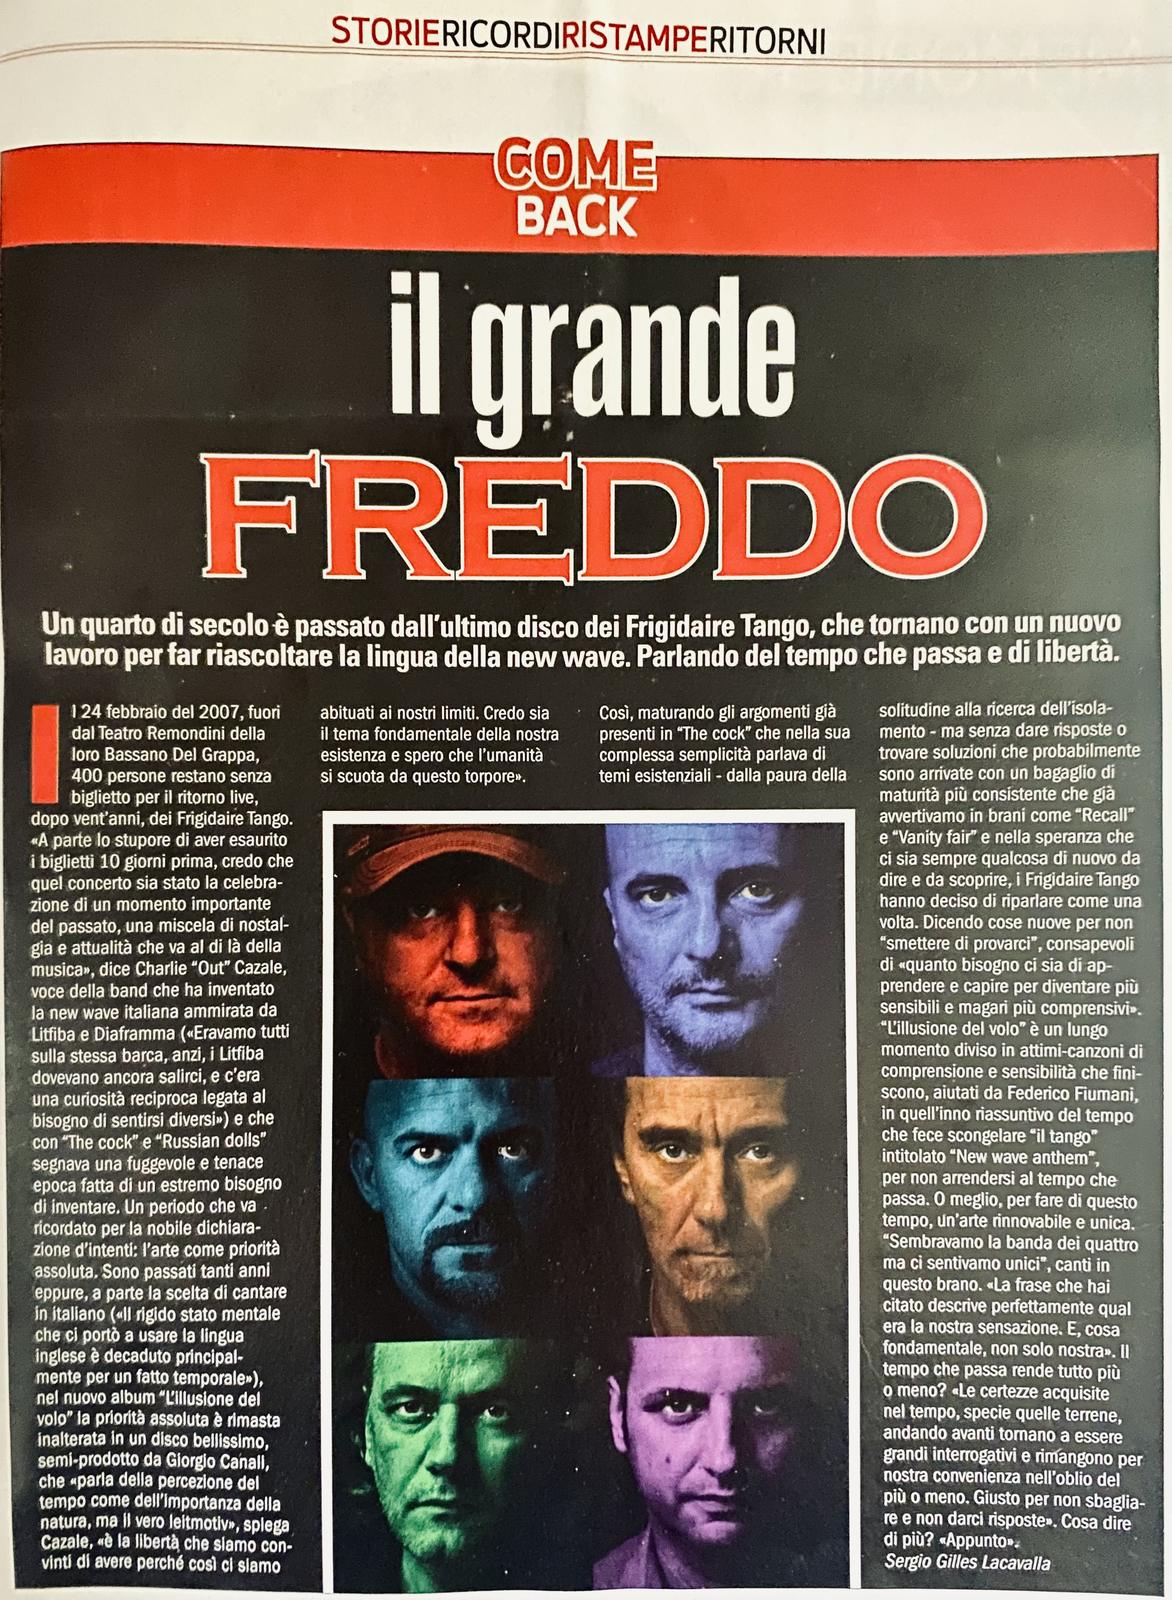 STORIERICORDIRISTAMPERITORNI
COME
BACK
il grande
FREDDO
Un quarto di secolo è passato dall'ultimo disco dei Frigidaire Tango, che tornano con un nuovo
lavoro per far riascoltare la lingua della new wave. Parlando del tempo che passa e di libertà.
Il 24 febbraio del 2007, fuori
dal Teatro Remondini della
loro Bassano Del Grappa,
400 persone restano senza
biglietto per il ritorno live,
dopo vent'anni, dei Frigidaire Tango.
«A parte lo stupore di aver esaurito
i biglietti 10 giorni prima, credo che
quel concerto sia stato la celebra-
zione di un momento importante
del passato, una miscela di nostal-
gia e attualità che va al di là della
musica», dice Charlie "Out" Cazale,
voce della band che ha inventato
la new wave italiana ammirata da
Litfiba e Diaframma («Eravamo tutti
sulla stessa barca, anzi, i Litfiba
dovevano ancora salirci, e c'era
una curiosità reciproca legata al
bisogno di sentirsi diversi») e che
con "The cock" e "Russian dolls"
segnava una fuggevole e tenace
epoca fatta di un estremo bisogno
di inventare. Un periodo che va
ricordato per la nobile dichiara-
zione d'intenti: l'arte come priorità
assoluta. Sono passati tanti anni
eppure, a parte la scelta di cantare
in italiano («Il rigido stato mentale
che ci portò a usare la lingua
inglese è decaduto principal-
mente per un fatto temporale»),
nel nuovo album "L'illusione del
volo" la priorità assoluta è rimasta
inalterata in un disco bellissimo,
semi-prodotto da Giorgio Canali,
che «parla della percezione del
tempo come dell'importanza della
natura, ma il vero leitmotiv», spiega
Cazale, «è la libertà che siamo con-
vinti di avere perché così ci siamo
abituati ai nostri limiti. Credo sia
il tema fondamentale della nostra
esistenza e spero che l'umanità
si scuota da questo torpore».
Così, maturando gli argomenti già
presenti in "The cock" che nella sua
complessa semplicità parlava di
temi esistenziali - dalla paura della
solitudine alla ricerca dell'isola-
mento - ma senza dare risposte o
trovare soluzioni che probabilmente
sono arrivate con un bagaglio di
maturità più consistente che già
avvertivamo in brani come "Recall"
e "Vanity fair" e nella speranza che
ci sia sempre qualcosa di nuovo da
dire e da scoprire, i Frigidaire Tango
hanno deciso di riparlare come una
volta. Dicendo cose nuove per non
"smettere di provarci", consapevoli
di «quanto bisogno ci sia di ap-
prendere e capire per diventare più
sensibili e magari più comprensivi».
"L'illusione del volo" è un lungo
momento diviso in attimi-canzoni di
comprensione e sensibilità che fini-
scono, aiutati da Federico Fiumani,
in quell'inno riassuntivo del tempo
che fece scongelare "il tango"
intitolato "New wave anthem",
per non arrendersi al tempo che
passa. O meglio, per fare di questo
tempo, un'arte rinnovabile e unica.
"Sembravamo la banda dei quattro
ma ci sentivamo unici", canti in
questo brano. «La frase che hai
citato descrive perfettamente qual
era la nostra sensazione. E, cosa
fondamentale, non solo nostra». Il
tempo che passa rende tutto più
o meno? «Le certezze acquisite
nel tempo, specie quelle terrene,
andando avanti tornano a essere
grandi interrogativi e rimangono per
nostra convenienza nell'oblio del
più o meno. Giusto per non sbaglia-
re e non darci risposte». Cosa dire
di più? «Appunto».
Sergio Gilles Lacavalla